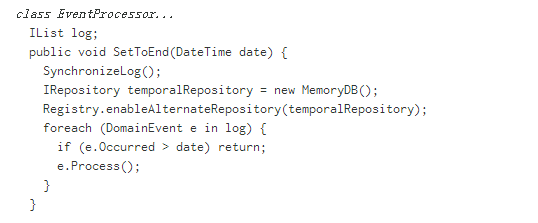 class EventProcessor...
IList log;
public void SetToEnd(DateTime date) {
SynchronizeLog();
IRepository temporalRepository = new MemoryDB();
Registry.enableAlternateRepository(temporalRepository);
foreach (DomainEvent e in log) {
if (e.Occurred > date) return;
e.Process();
}
}